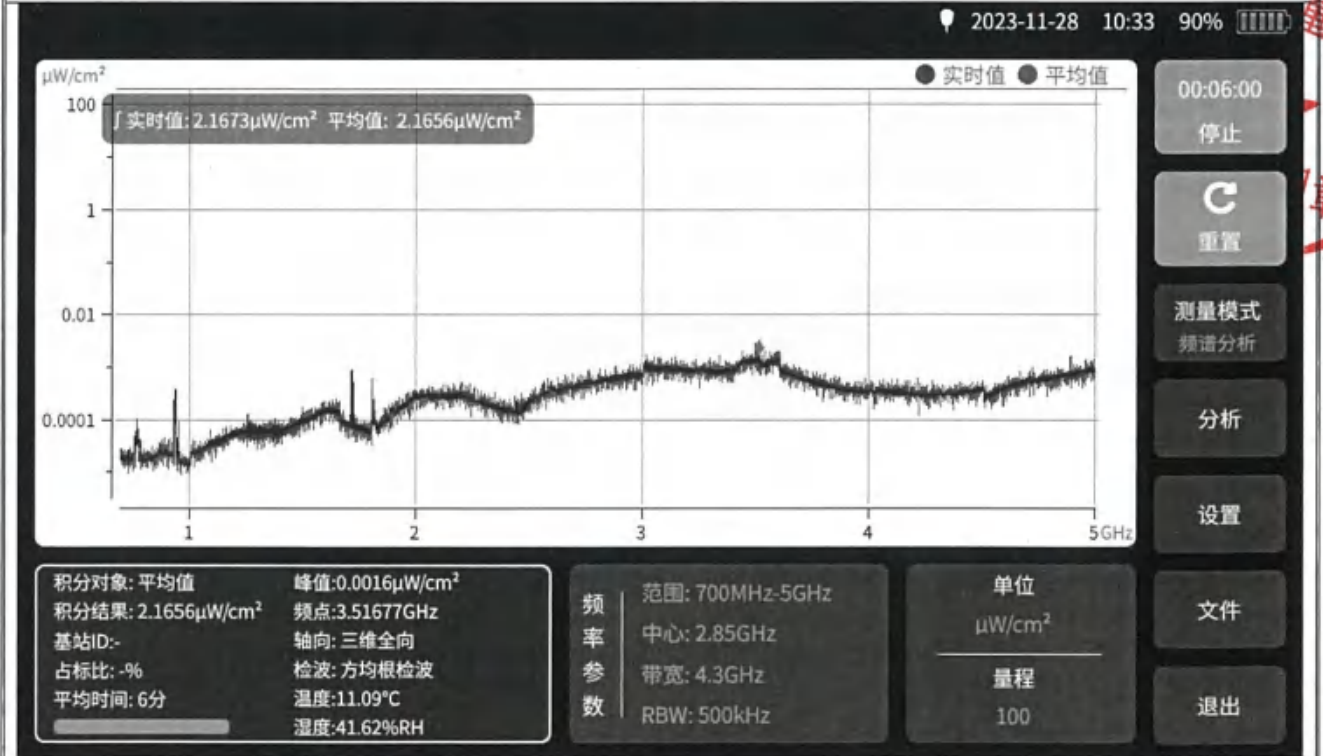 2023-11-28 10:33 90%
µW/cm²
实时值 平均值
∫实时值: 2.1673µW/cm² 平均值: 2.1656µW/cm²
100
1
0.01
0.0001
1 2 3 4 5 GHz
00:06:00
停止
重置
测量模式
频谱分析
分析
设置
文件
退出
积分对象: 平均值
积分结果: 2.1656µW/cm²
基站ID:-
占标比: -%
平均时间: 6分
峰值:0.0016µW/cm²
频点:3.51677GHz
轴向: 三维全向
检波: 方均根检波
温度:11.09°C
湿度:41.62%RH
频率参数
范围: 700MHz-5GHz
中心: 2.85GHz
带宽: 4.3GHz
RBW: 500kHz
单位
µW/cm²
量程
100